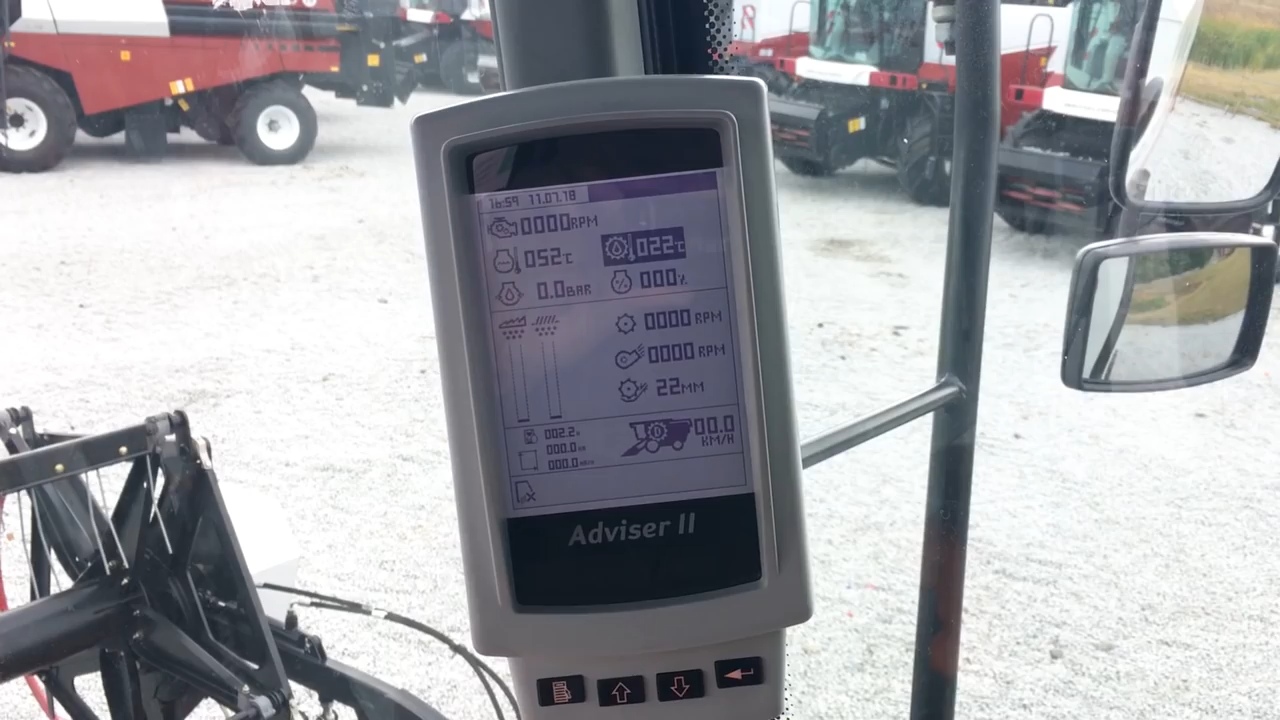 16:59 11.07.18
0000RPM
052°C 022°C
0.0BAR 000%
0000 RPM
0000 RPM
22MM
002.2
000.0
000.0
00.0
KM/H
Adviser II